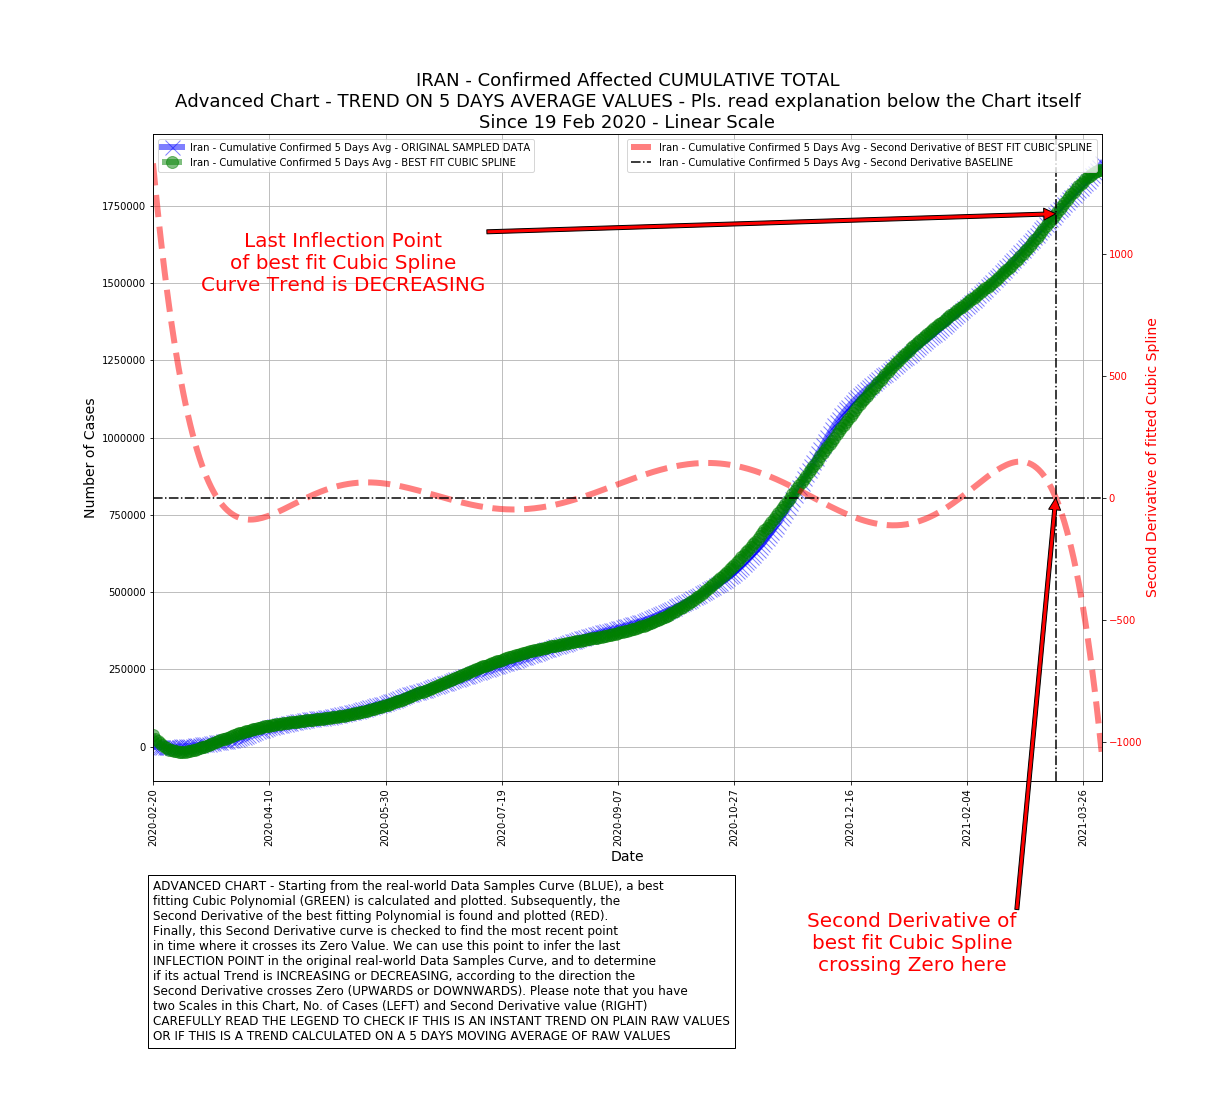 IRAN - Confirmed Affected CUMULATIVE TOTAL
Advanced Chart - TREND ON 5 DAYS AVERAGE VALUES - Pls. read explanation below the Chart itself
Since 19 Feb 2020 - Linear Scale
Iran - Cumulative Confirmed 5 Days Avg - ORIGINAL SAMPLED DATA
Iran - Cumulative Confirmed 5 Days Avg - BEST FIT CUBIC SPLINE
Iran - Cumulative Confirmed 5 Days Avg - Second Derivative of BEST FIT CUBIC SPLINE
Iran - Cumulative Confirmed 5 Days Avg - Second Derivative BASELINE
Last Inflection Point
of best fit Cubic Spline
Curve Trend is DECREASING
Number of Cases
1750000
1500000
1250000
1000000
750000
500000
250000
0
1000
500
0
−500
−1000
Second Derivative of fitted Cubic Spline
2020-02-20
2020-04-10
2020-05-30
2020-07-19
2020-09-07
2020-10-27
2020-12-16
2021-02-04
2021-03-26
Date
ADVANCED CHART - Starting from the real-world Data Samples Curve (BLUE), a best
fitting Cubic Polynomial (GREEN) is calculated and plotted. Subsequently, the
Second Derivative of the best fitting Polynomial is found and plotted (RED).
Finally, this Second Derivative curve is checked to find the most recent point
in time where it crosses its Zero Value. We can use this point to infer the last
INFLECTION POINT in the original real-world Data Samples Curve, and to determine
if its actual Trend is INCREASING or DECREASING, according to the direction the
Second Derivative crosses Zero (UPWARDS or DOWNWARDS). Please note that you have
two Scales in this Chart, No. of Cases (LEFT) and Second Derivative value (RIGHT)
CAREFULLY READ THE LEGEND TO CHECK IF THIS IS AN INSTANT TREND ON PLAIN RAW VALUES
OR IF THIS IS A TREND CALCULATED ON A 5 DAYS MOVING AVERAGE OF RAW VALUES
Second Derivative of
best fit Cubic Spline
crossing Zero here